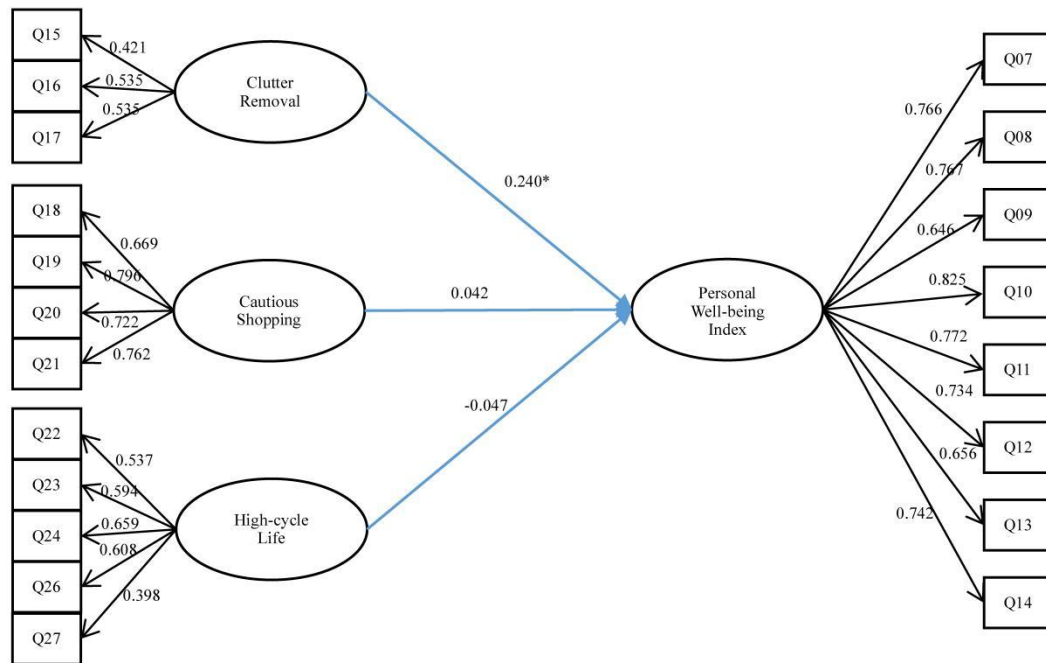 Q15
0.421
Q16
0.535
Q17
0.535
Clutter
Removal
Q18
0.669
Q19
0.796
Q20
0.722
Q21
0.762
Cautious
Shopping
Q22
0.537
Q23
0.594
Q24
0.659
Q26
0.608
Q27
0.398
High-cycle
Life
0.240*
0.042
-0.047
Personal
Well-being
Index
0.766
Q07
0.767
Q08
0.646
Q09
0.825
Q10
0.772
Q11
0.734
Q12
0.656
Q13
0.742
Q14